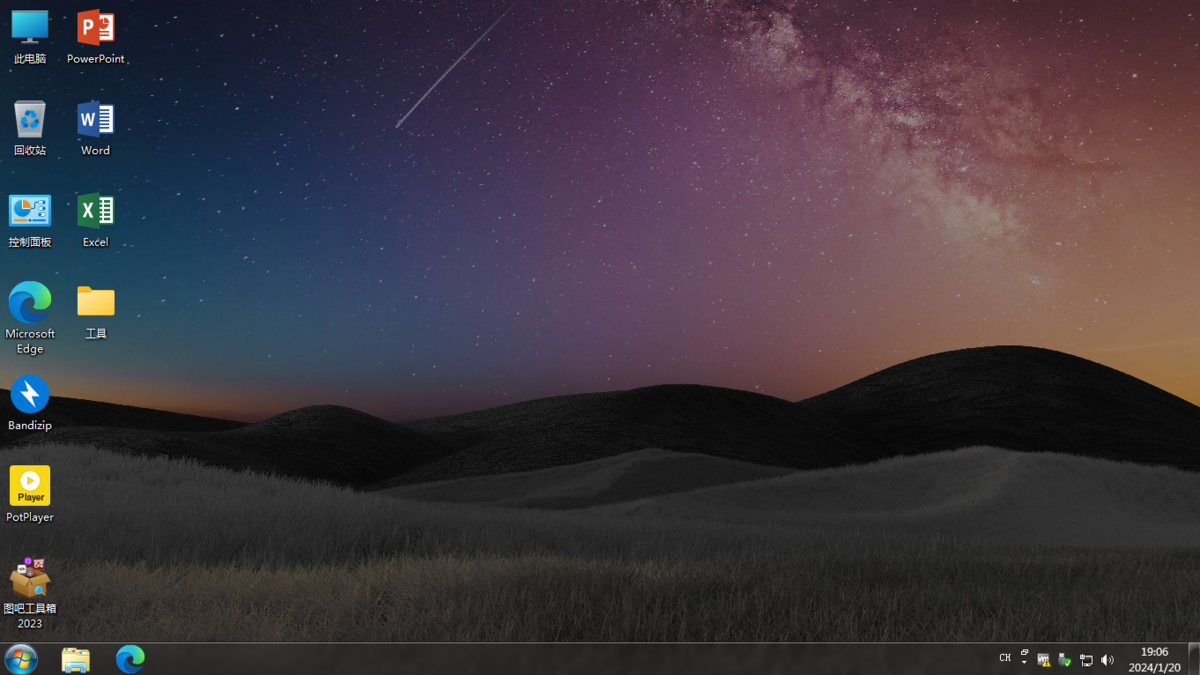 此电脑
PowerPoint
回收站
Word
控制面板
Excel
Microsoft
Edge
工具
Bandizip
Player
PotPlayer
图吧工具箱
2023
CH
19:06
2024/1/20